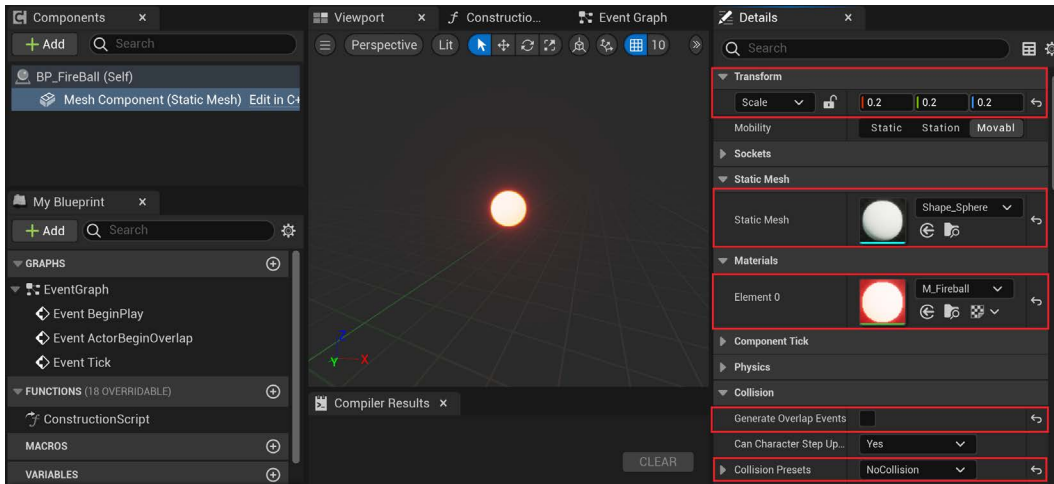 Components
Add
Search
BP_FireBall (Self)
Mesh Component (Static Mesh) Edit in C+
My Blueprint
Add
Search
GRAPHS
EventGraph
Event BeginPlay
Event ActorBeginOverlap
Event Tick
FUNCTIONS (18 OVERRIDABLE)
ConstructionScript
MACROS
VARIABLES
Viewport
Constructio...
Event Graph
Perspective
Lit
10
Y
X
Compiler Results
CLEAR
Details
Search
Transform
Scale 0.2 0.2 0.2
Mobility Static Station Movabl
Sockets
Static Mesh
Static Mesh Shape_Sphere
Materials
Element 0 M_Fireball
Component Tick
Physics
Collision
Generate Overlap Events
Can Character Step Up... Yes
Collision Presets NoCollision